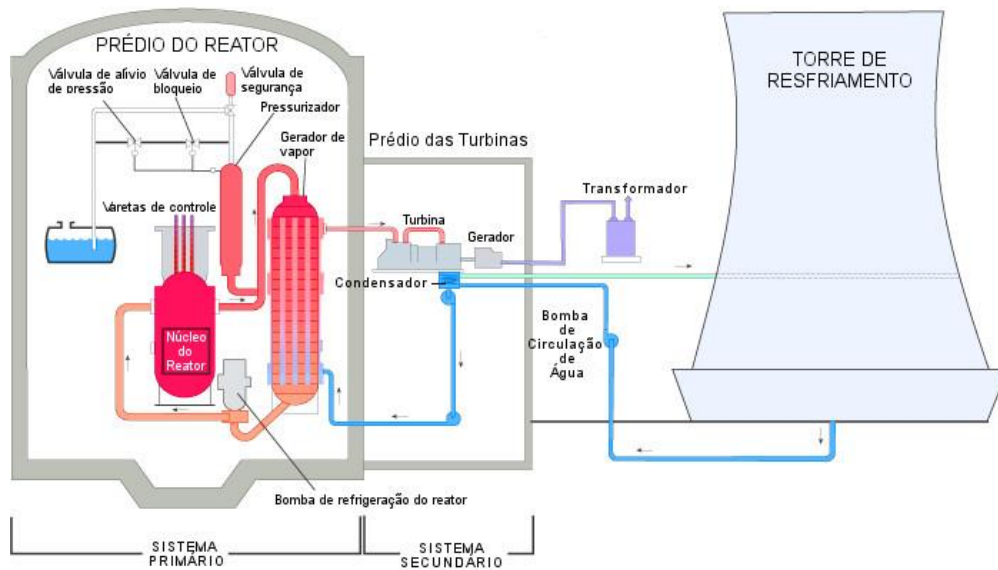 PRÉDIO DO REATOR
Válvula de alívio
de pressão
Válvula de
bloqueio
Válvula de
segurança
Pressurizador
Gerador de
vapor
Varetas de controle
Núcleo
do
Reator
Bomba de refrigeração do reator
Prédio das Turbinas
Turbina
Gerador
Condensador
Transformador
Bomba
de
Circulação
de
Água
TORRE DE
RESFRIAMENTO
SISTEMA
PRIMÁRIO
SISTEMA
SECUNDÁRIO